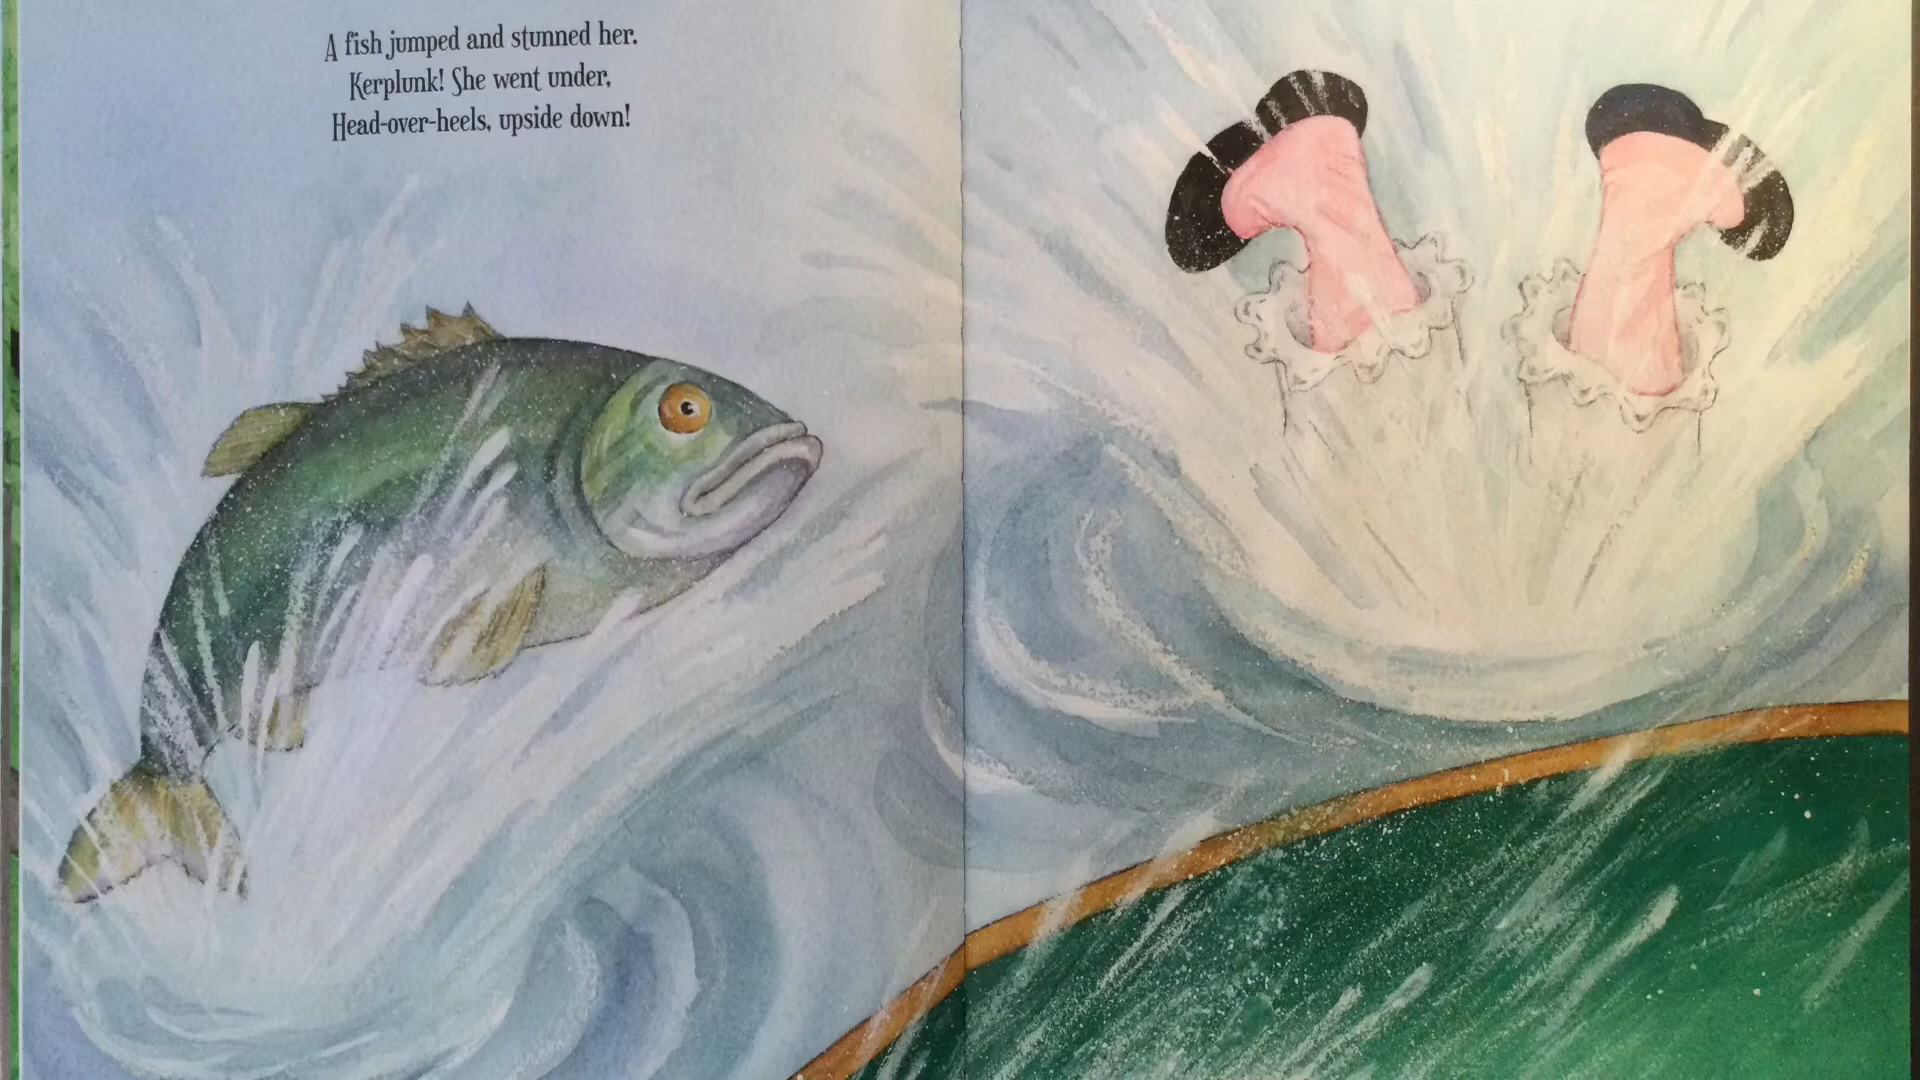 A fish jumped and stunned her.
Kerplunk! She went under,
Head-over-heels, upside down!